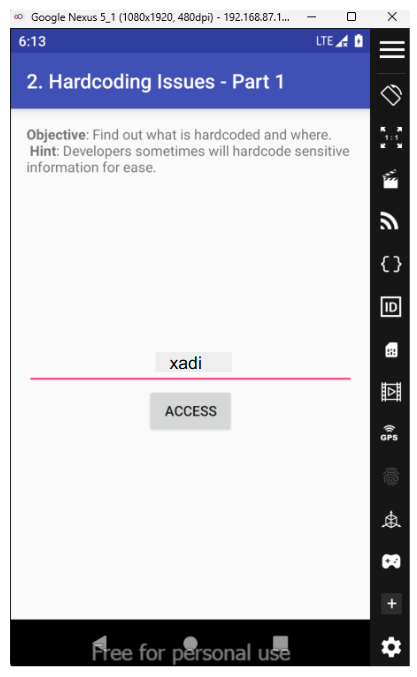 Google Nexus 5_1 (1080x1920, 480dpi) - 192.168.87.1...
6:13
LTE
2. Hardcoding Issues - Part 1
Objective: Find out what is hardcoded and where.
Hint: Developers sometimes will hardcode sensitive
information for ease.
1:1
ID
xadi
ACCESS
GPS
Free for personal use